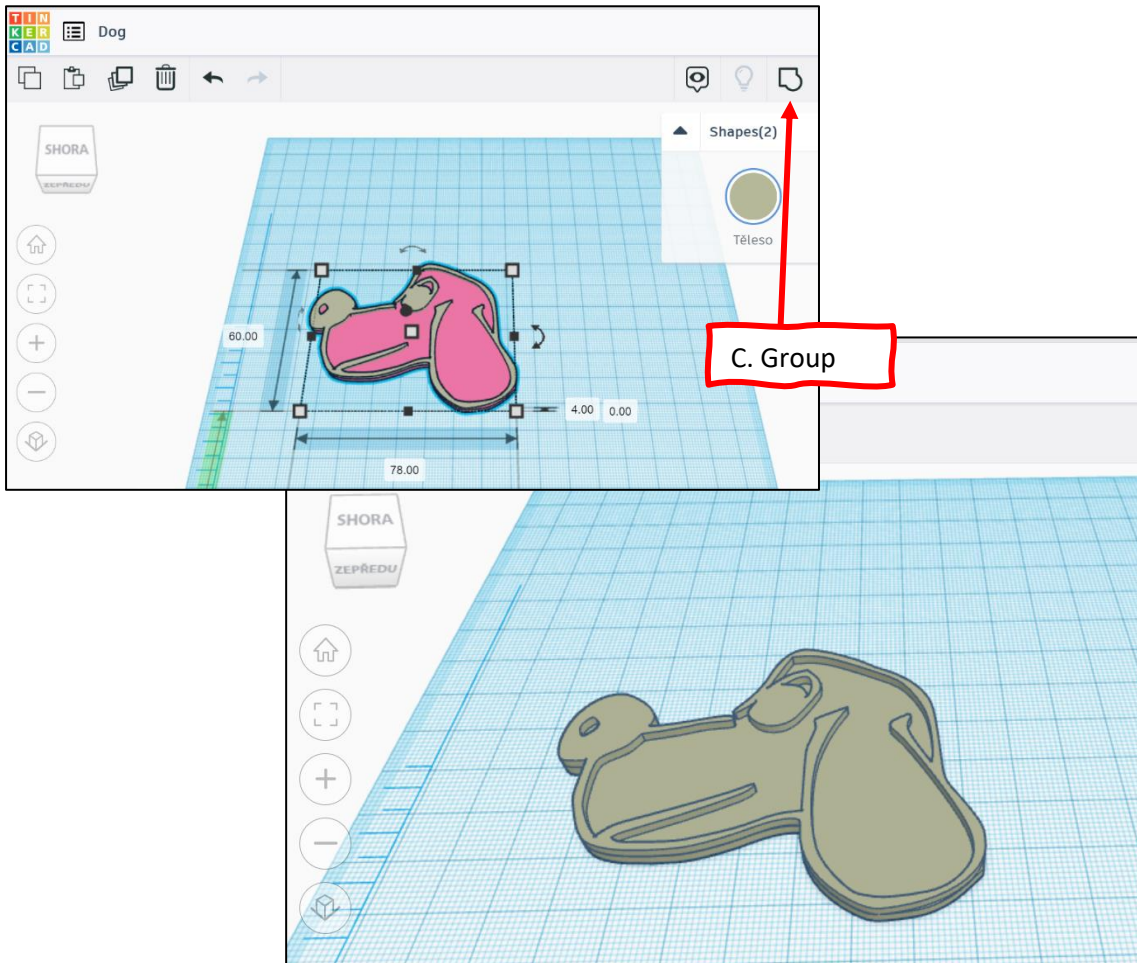 TIN
KER
CAD
Dog
Shapes(2)
SHORA
ZEPŘEDU
Těleso
60.00
C. Group
4.00 0.00
78.00
SHORA
ZEPŘEDU